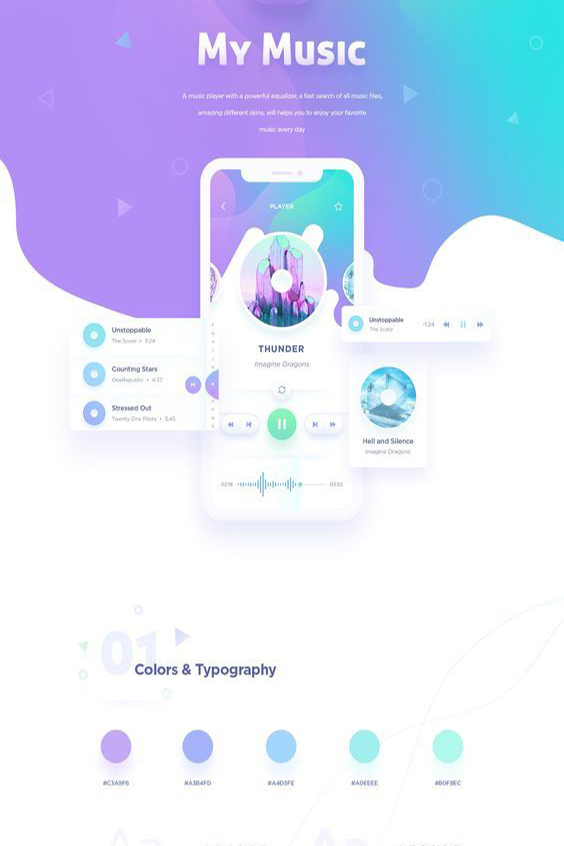 My Music
A music player with a powerful equalizer, a fast search of all music files,
amazing different skins, will helps you to enjoy your favorite
music every day
PLAYER
Unstoppable
The Score • 3:24
Counting Stars
OneRepublic • 4:37
Stressed Out
Twenty One Pilots • 3:45
Unstoppable
The Score
-1:24
THUNDER
Imagine Dragons
Hell and Silence
Imagine Dragons
03:52
01
Colors & Typography
#C3A9F6
#A3B4FD
#A4D5FE
#A0EEEE
#B0F8EC